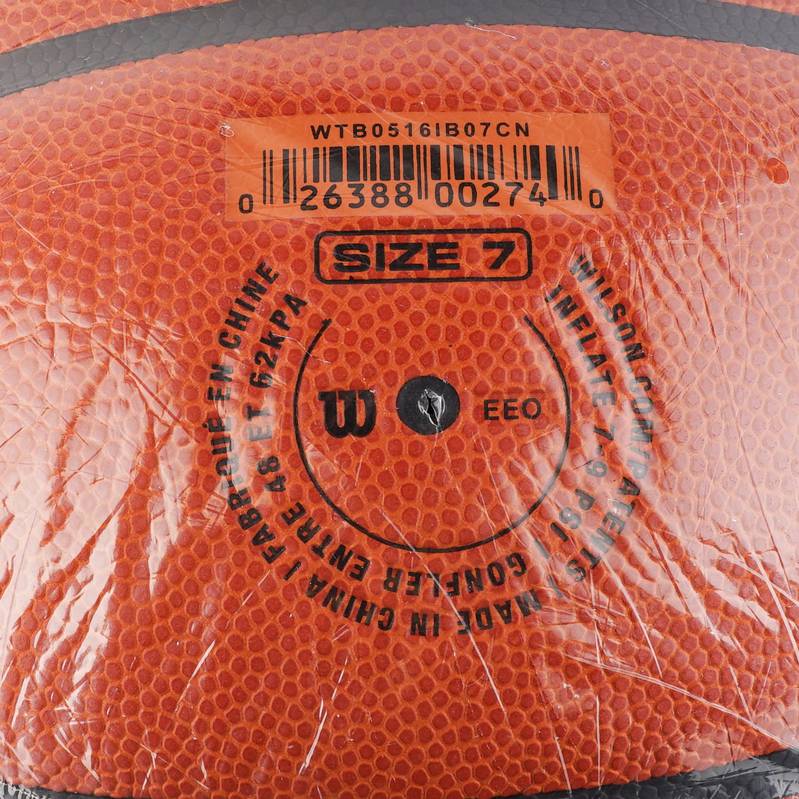 WTB0516IB07CN
0 26388 00274 0
SIZE 7
WILSON.COM/PATENTS / MADE IN CHINA / FABRIQUÉ EN CHINE
INFLATE 7-9 PSI / GONFLER ENTRE 48 ET 62KPA
W EEO